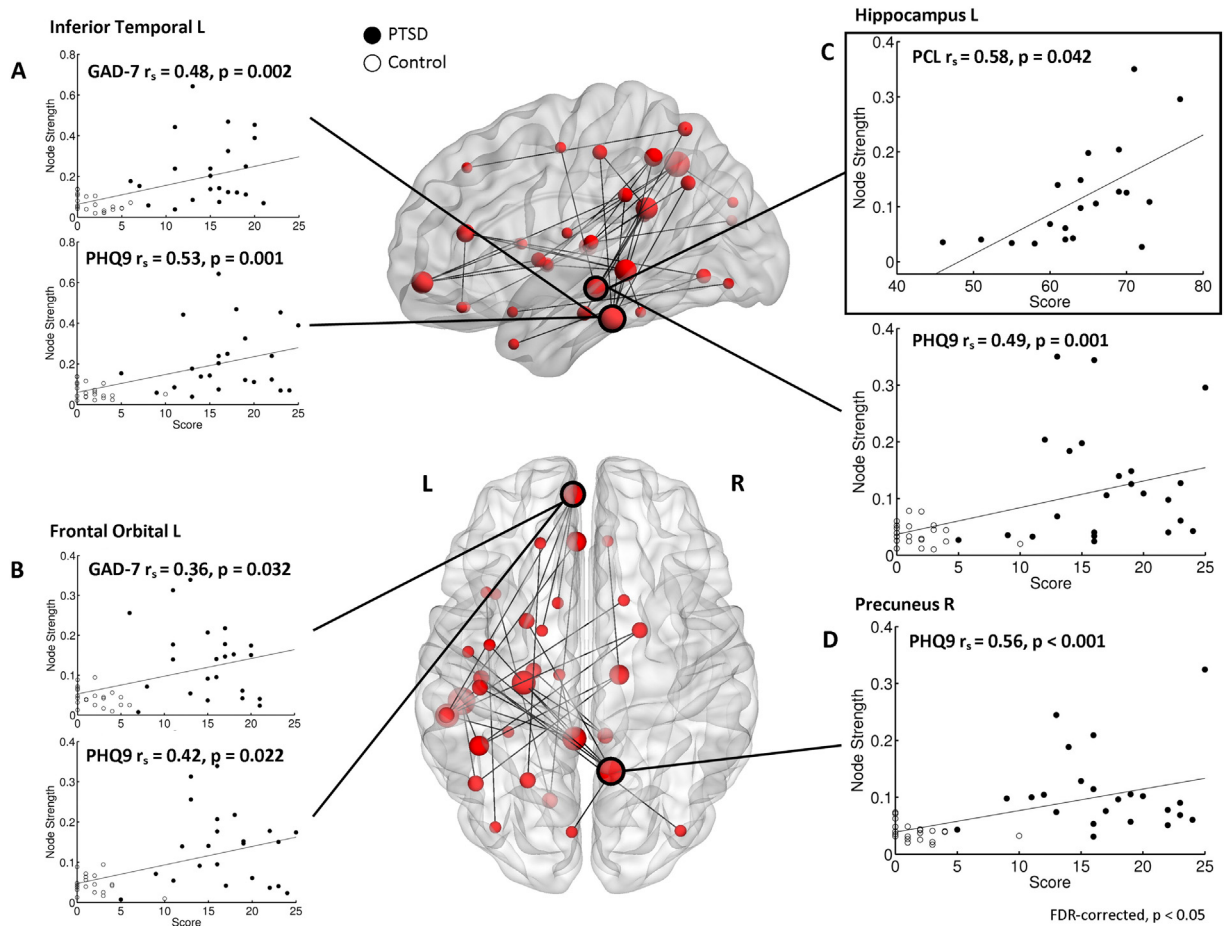 Inferior Temporal L
A
GAD-7 rs = 0.48, p = 0.002
Node Strength
0.8
0.6
0.4
0.2
0
0 5 10 15 20 25
PHQ9 rs = 0.53, p = 0.001
Node Strength
0.8
0.6
0.4
0.2
0
0 5 10 15 20 25
Score
PTSD
Control
Hippocampus L
C
PCL rs = 0.58, p = 0.042
Node Strength
0.4
0.3
0.2
0.1
0
40 50 60 70 80
Score
PHQ9 rs = 0.49, p = 0.001
Node Strength
0.4
0.3
0.2
0.1
0
0 5 10 15 20 25
Score
L
R
Frontal Orbital L
B
GAD-7 rs = 0.36, p = 0.032
Node Strength
0.4
0.3
0.2
0.1
0
0 5 10 15 20 25
PHQ9 rs = 0.42, p = 0.022
Node Strength
0.4
0.3
0.2
0.1
0
0 5 10 15 20 25
Score
Precuneus R
D
PHQ9 rs = 0.56, p < 0.001
Node Strength
0.4
0.3
0.2
0.1
0
0 5 10 15 20 25
Score
FDR-corrected, p < 0.05